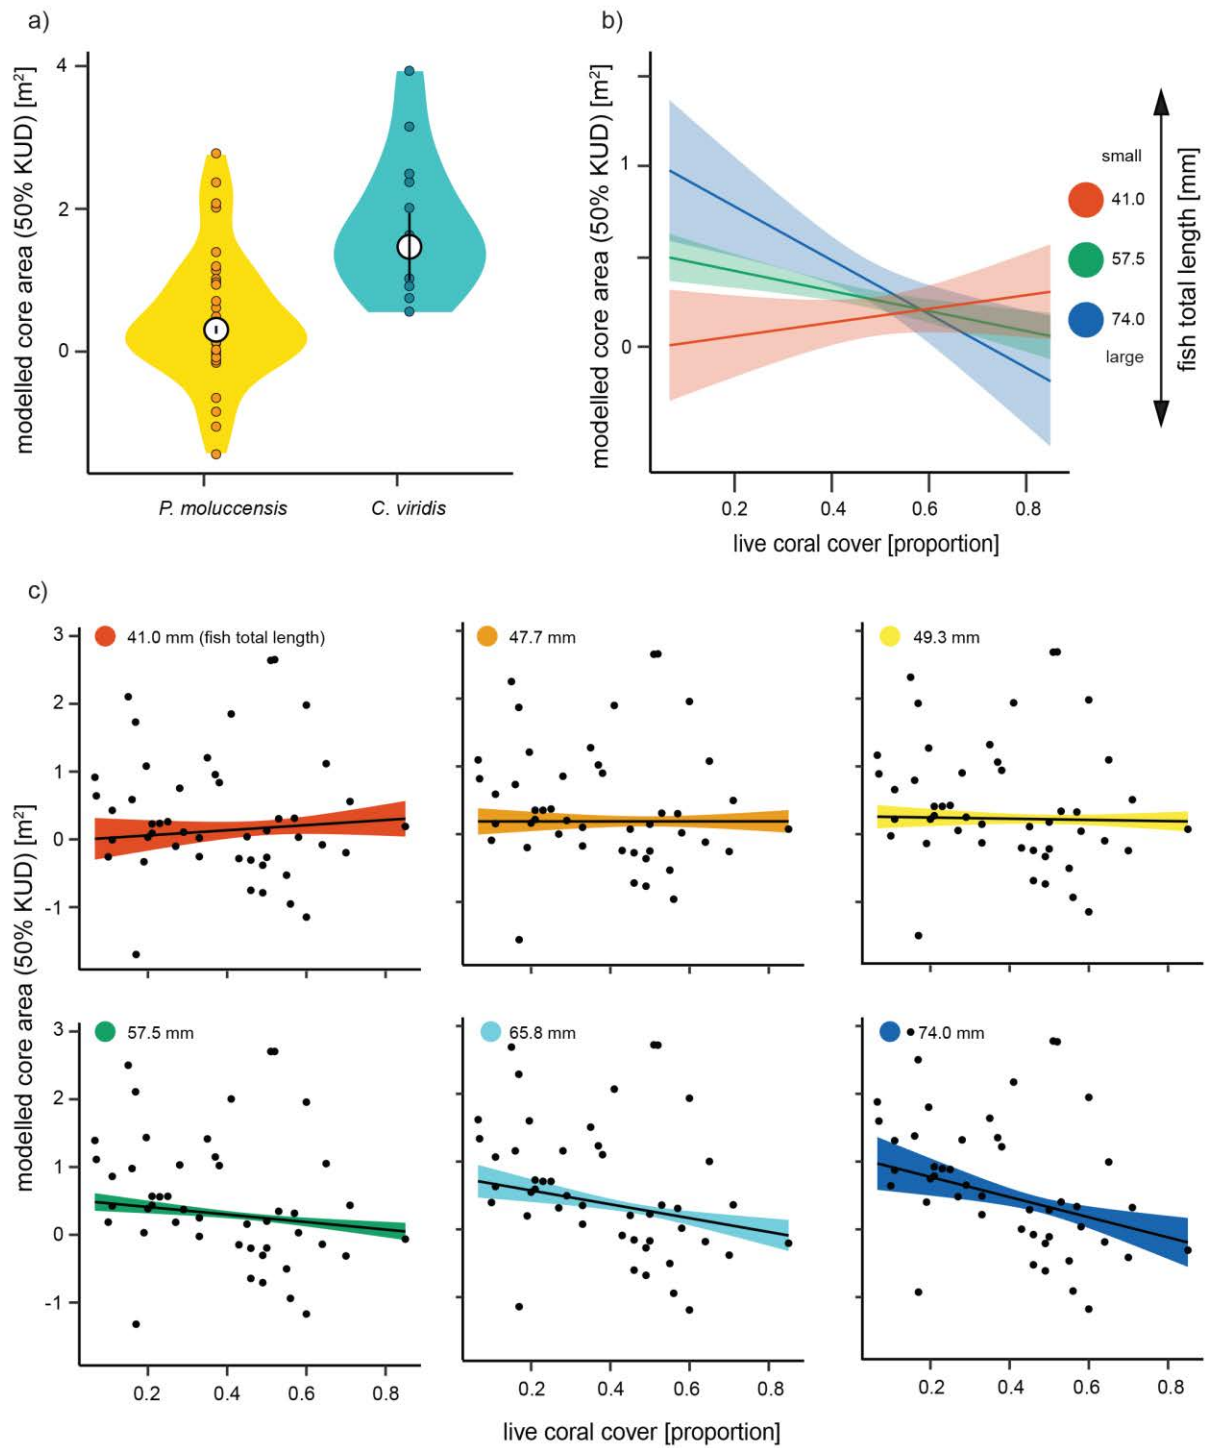 a)
modelled core area (50% KUD) [m²]
4
2
0
P. moluccensis
C. viridis
b)
modelled core area (50% KUD) [m²]
1
0
0.2
0.4
0.6
0.8
live coral cover [proportion]
small
41.0
57.5
74.0
large
fish total length [mm]
c)
modelled core area (50% KUD) [m²]
41.0 mm (fish total length)
3
2
1
0
-1
47.7 mm
49.3 mm
57.5 mm
3
2
1
0
-1
0.2
0.4
0.6
0.8
65.8 mm
0.2
0.4
0.6
0.8
74.0 mm
0.2
0.4
0.6
0.8
live coral cover [proportion]